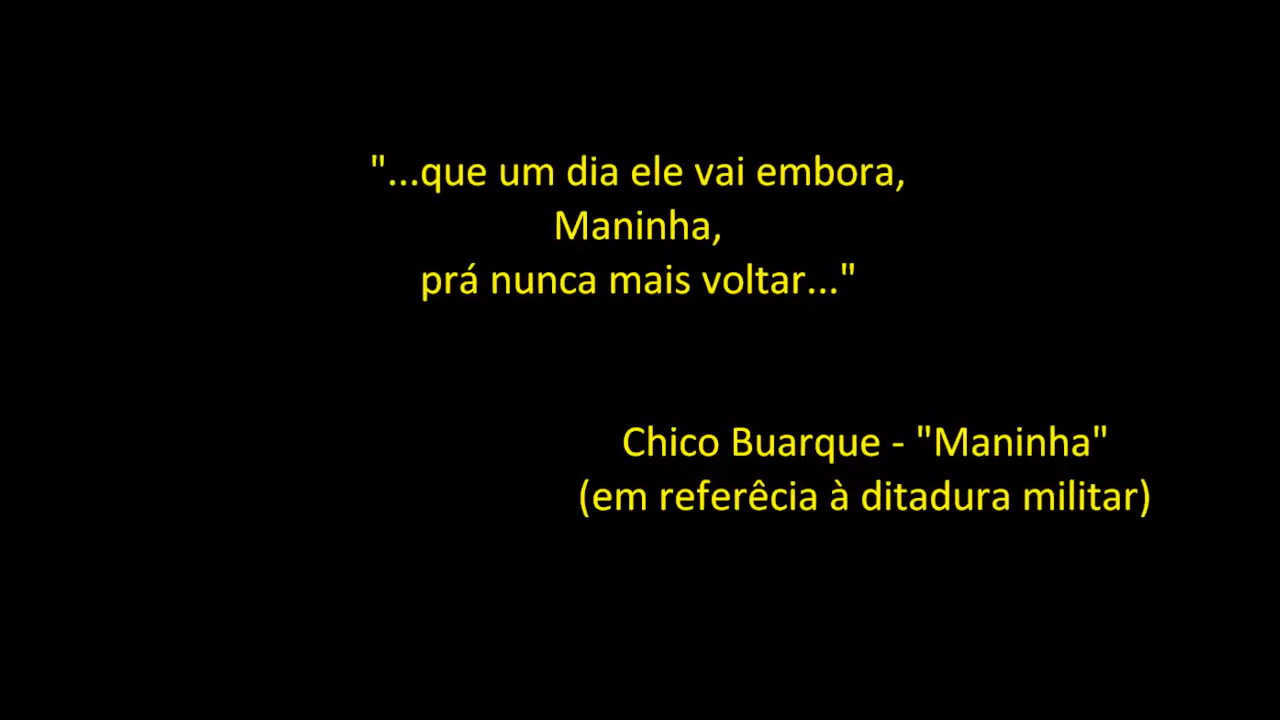 "...que um dia ele vai embora,
Maninha,
prá nunca mais voltar..."
Chico Buarque - "Maninha"
(em referêcia à ditadura militar)